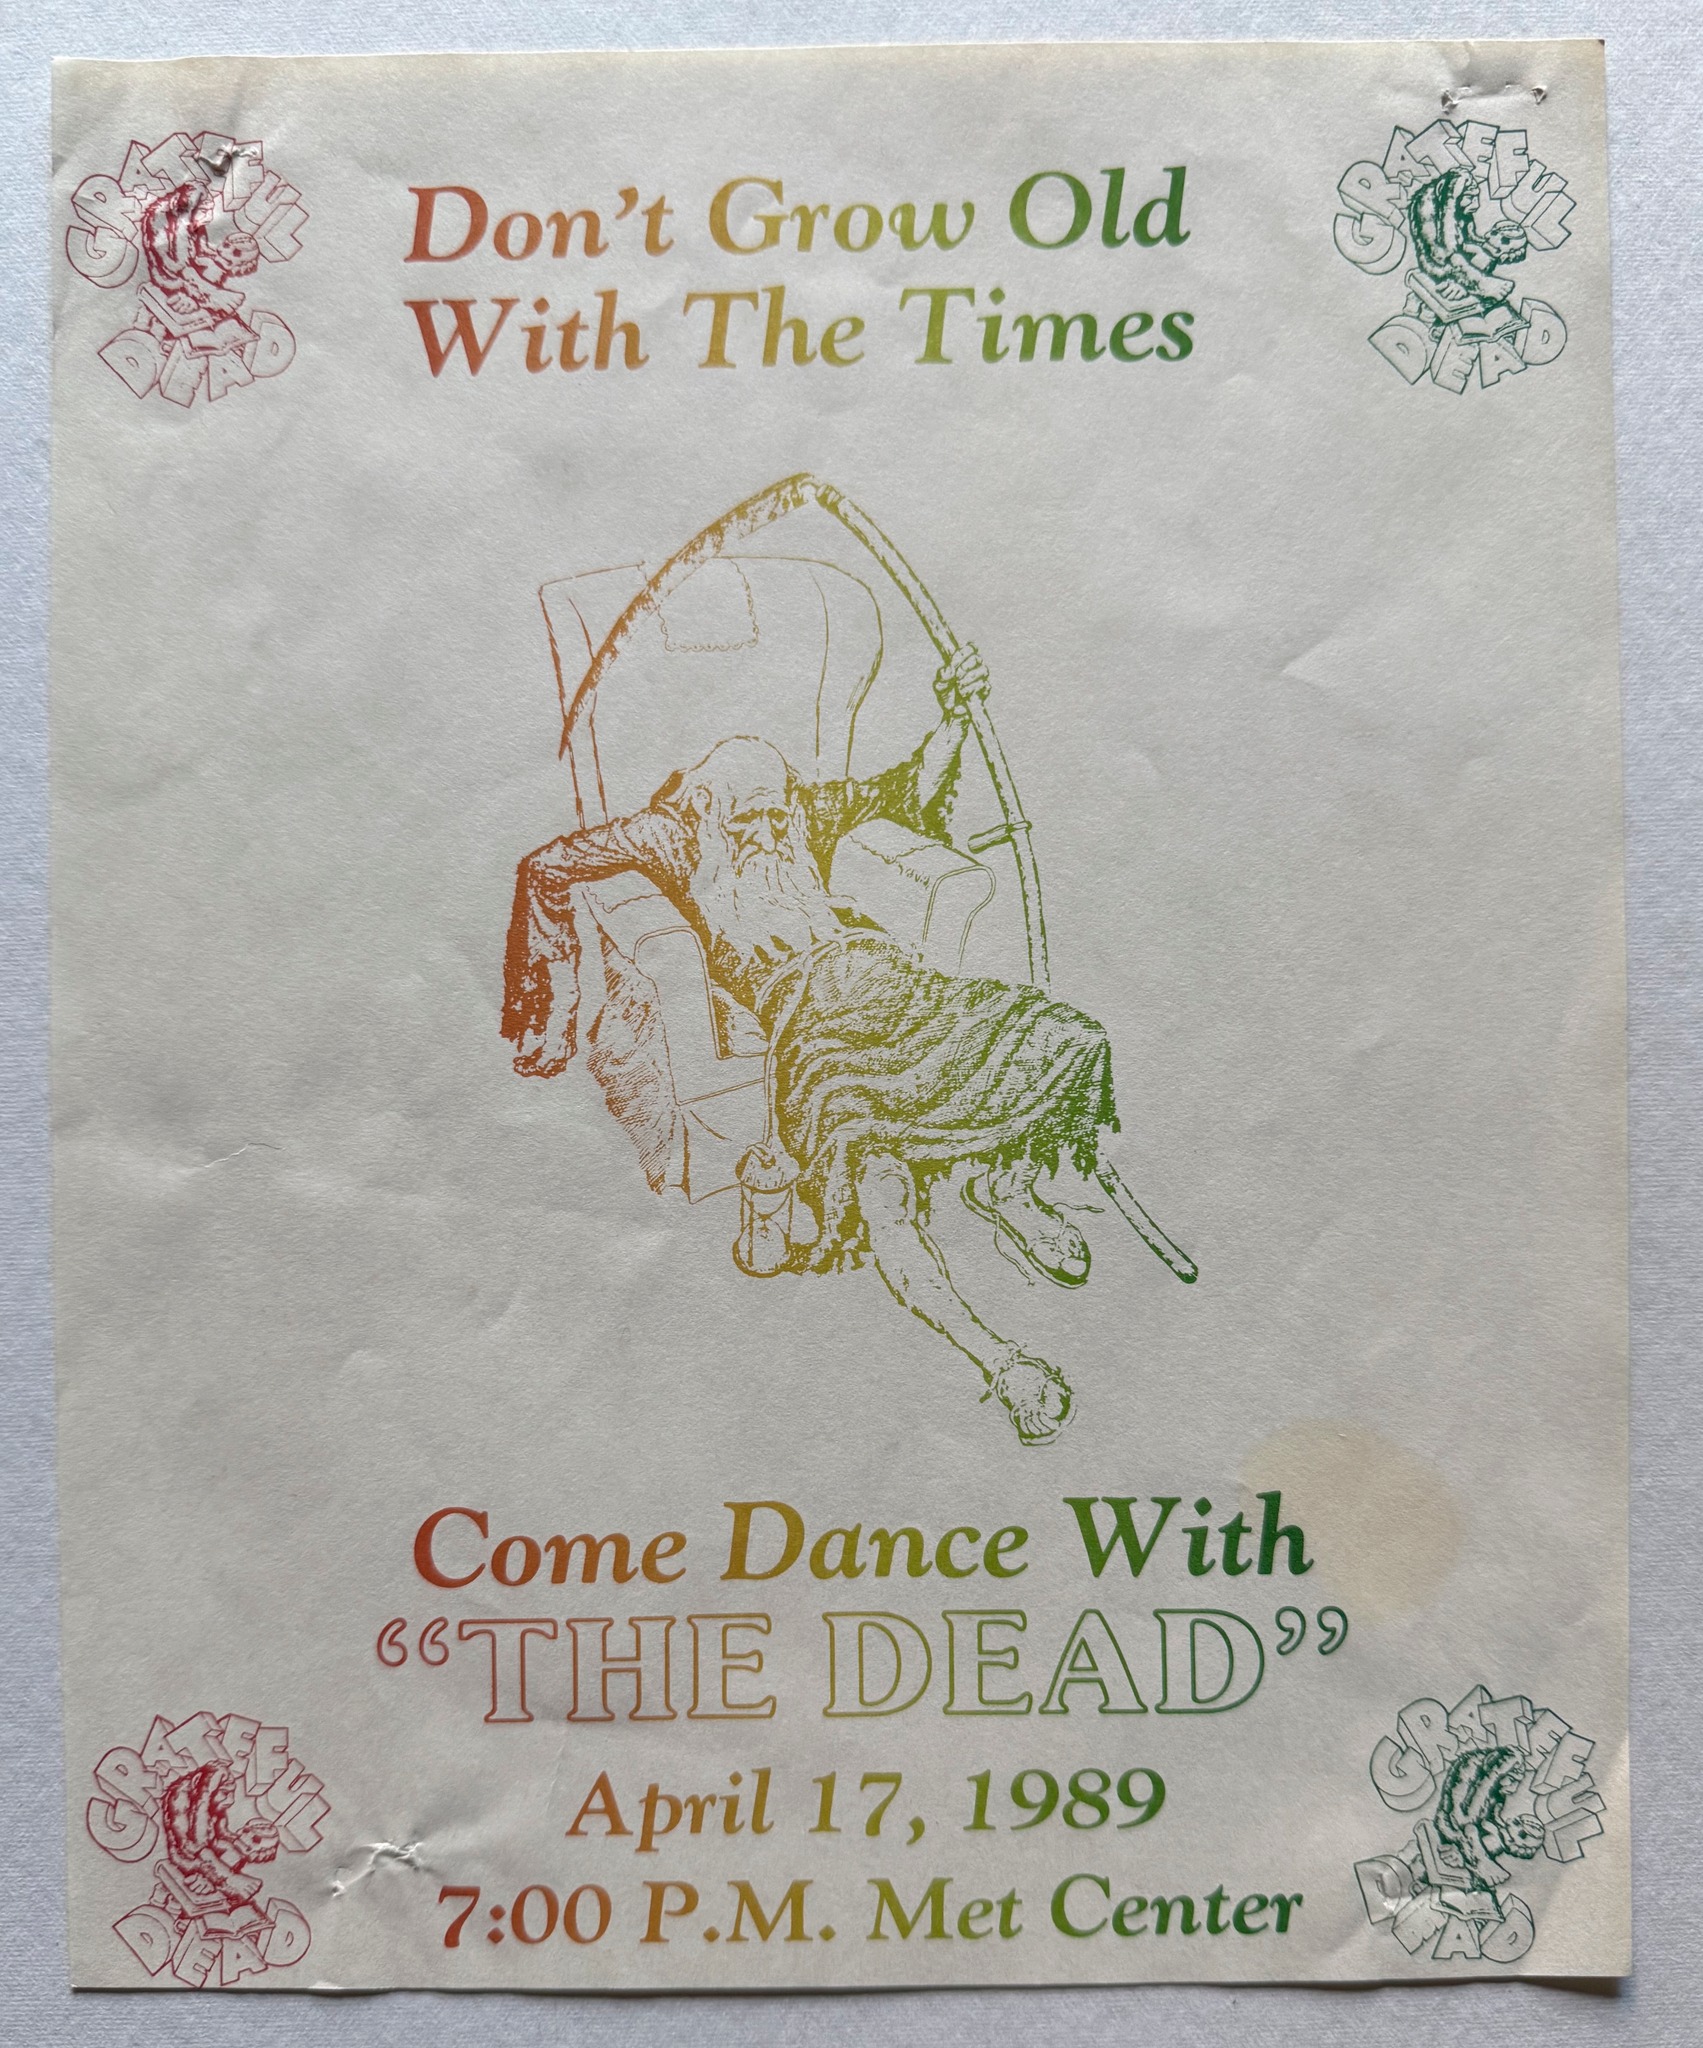 GRATEFUL DEAD
GRATEFUL DEAD
Don't Grow Old
With The Times
Come Dance With
“THE DEAD”
April 17, 1989
7:00 P.M. Met Center
GRATEFUL DEAD
GRATEFUL DEAD